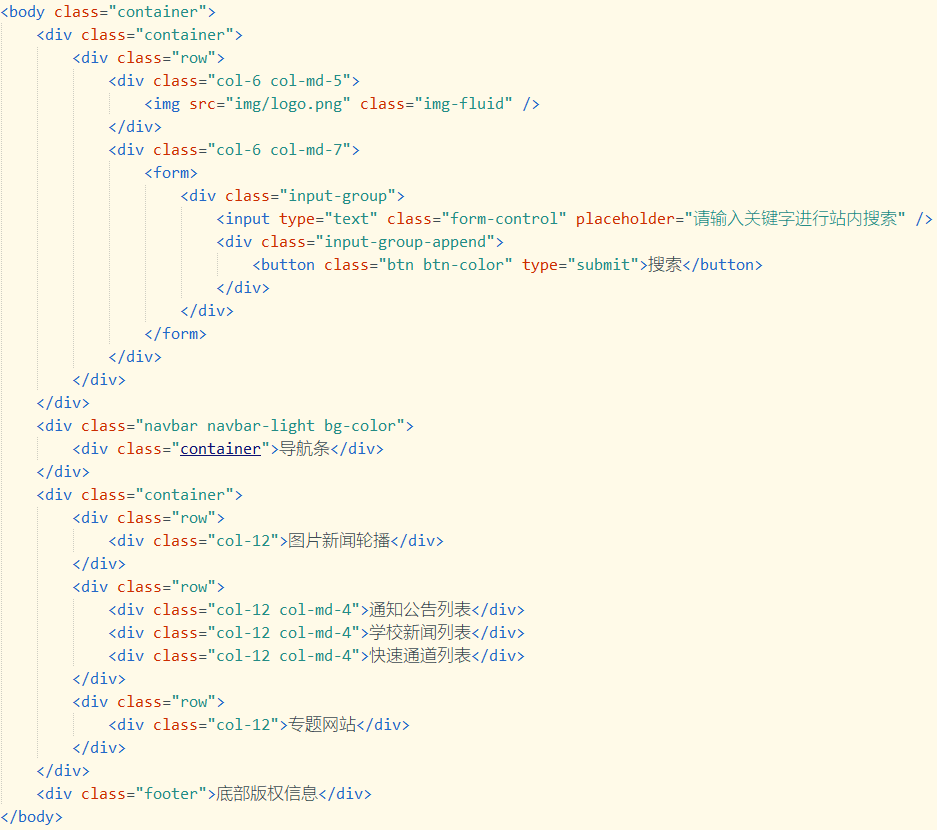 <body class="container">
<div class="container">
<div class="row">
<div class="col-6 col-md-5">
<img src="img/logo.png" class="img-fluid" />
</div>
<div class="col-6 col-md-7">
<form>
<div class="input-group">
<input type="text" class="form-control" placeholder="请输入关键字进行站内搜索" />
<div class="input-group-append">
<button class="btn btn-color" type="submit">搜索</button>
</div>
</div>
</form>
</div>
</div>
</div>
<div class="navbar navbar-light bg-color">
<div class="container">导航条</div>
</div>
<div class="container">
<div class="row">
<div class="col-12">图片新闻轮播</div>
</div>
<div class="row">
<div class="col-12 col-md-4">通知公告列表</div>
<div class="col-12 col-md-4">学校新闻列表</div>
<div class="col-12 col-md-4">快速通道列表</div>
</div>
<div class="row">
<div class="col-12">专题网站</div>
</div>
</div>
<div class="footer">底部版权信息</div>
</body>